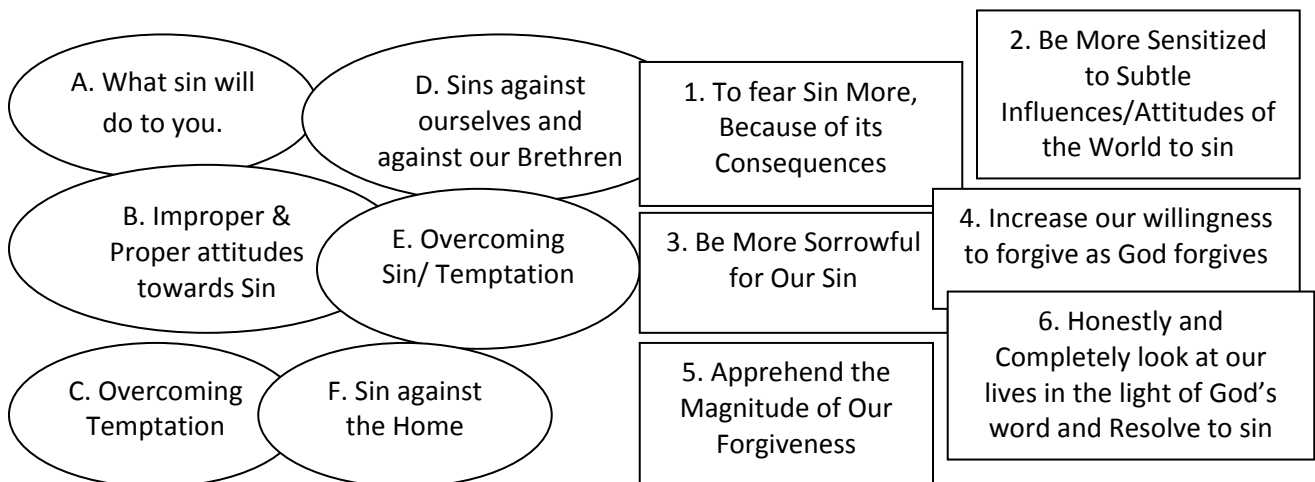 A. What sin will
do to you.
B. Improper &
Proper attitudes
towards Sin
C. Overcoming
Temptation
D. Sins against
ourselves and
against our Brethren
E. Overcoming
Sin/ Temptation
F. Sin against
the Home
1. To fear Sin More,
Because of its
Consequences
2. Be More Sensitized
to Subtle
Influences/Attitudes of
the World to sin
3. Be More Sorrowful
for Our Sin
4. Increase our willingness
to forgive as God forgives
5. Apprehend the
Magnitude of Our
Forgiveness
6. Honestly and
Completely look at our
lives in the light of God’s
word and Resolve to sin